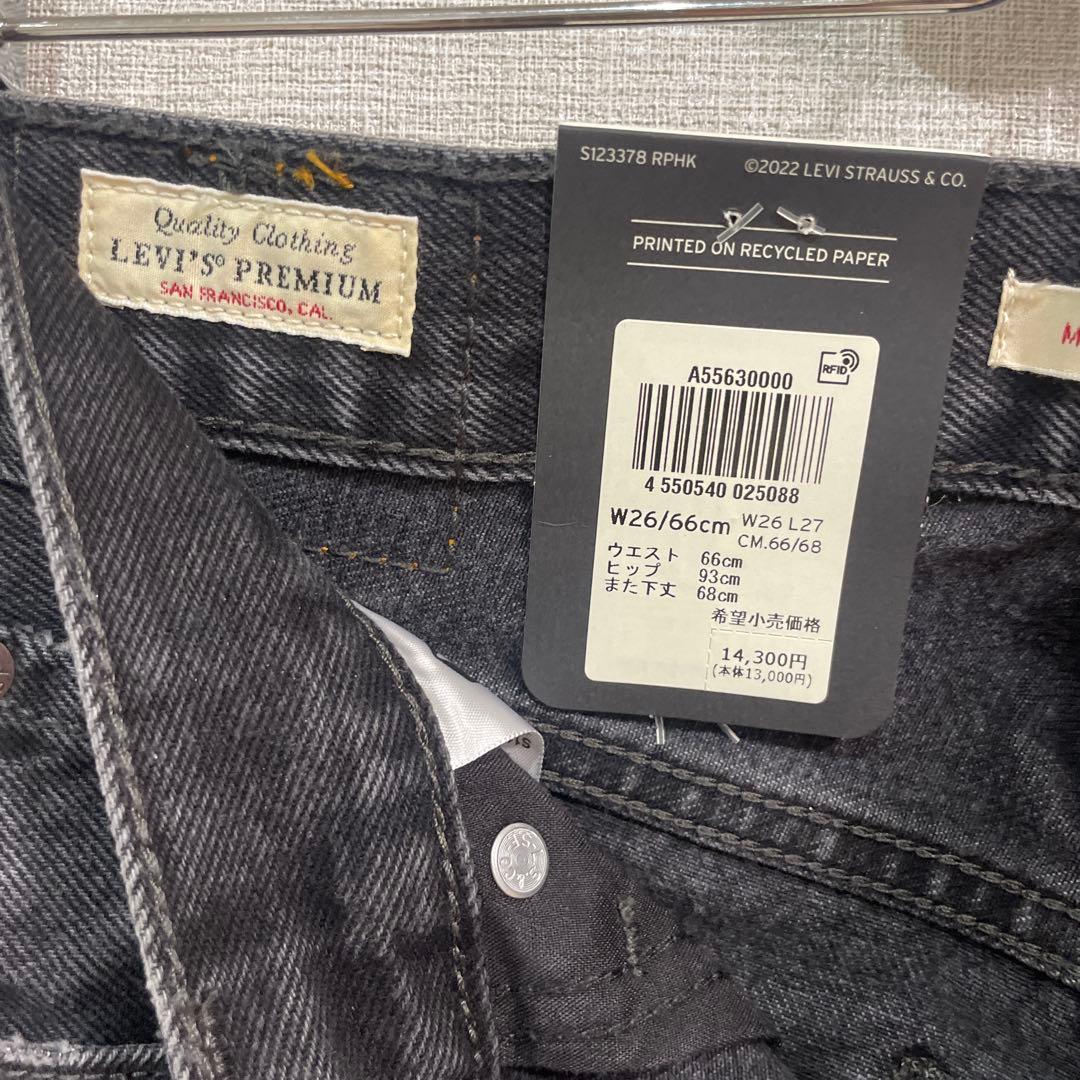 S123378 RPHK ©2022 LEVI STRAUSS & CO.
PRINTED ON RECYCLED PAPER
Quality Clothing
LEVI'S® PREMIUM
SAN FRANCISCO, CAL.
M
RFID
A55630000
4 550540 025088
W26/66cm W26 L27
CM.66/68
ウエスト 66cm
ヒップ 93cm
また下丈 68cm
希望小売価格
14,300円
(本体13,000円)